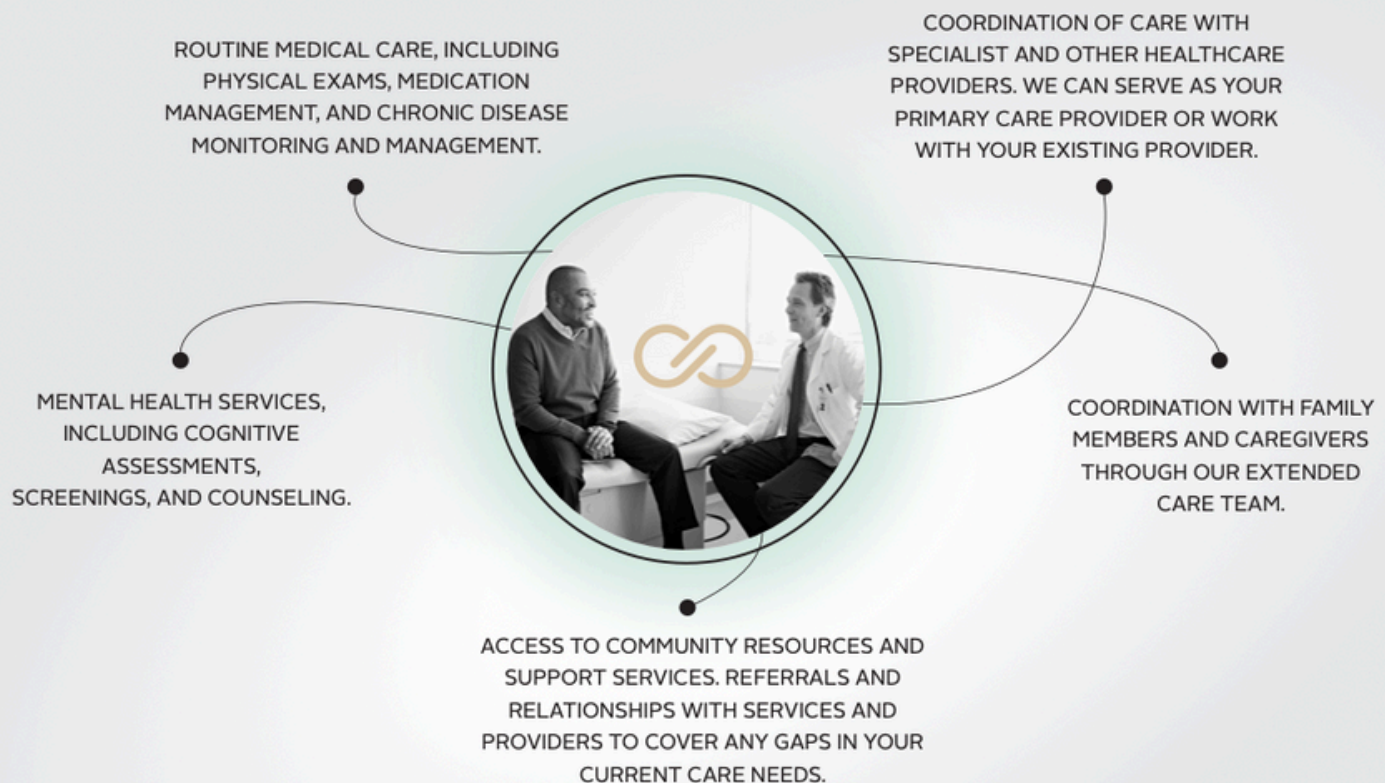 ROUTINE MEDICAL CARE, INCLUDING
PHYSICAL EXAMS, MEDICATION
MANAGEMENT, AND CHRONIC DISEASE
MONITORING AND MANAGEMENT.
COORDINATION OF CARE WITH
SPECIALIST AND OTHER HEALTHCARE
PROVIDERS. WE CAN SERVE AS YOUR
PRIMARY CARE PROVIDER OR WORK
WITH YOUR EXISTING PROVIDER.
MENTAL HEALTH SERVICES,
INCLUDING COGNITIVE
ASSESSMENTS,
SCREENINGS, AND COUNSELING.
COORDINATION WITH FAMILY
MEMBERS AND CAREGIVERS
THROUGH OUR EXTENDED
CARE TEAM.
ACCESS TO COMMUNITY RESOURCES AND
SUPPORT SERVICES. REFERRALS AND
RELATIONSHIPS WITH SERVICES AND
PROVIDERS TO COVER ANY GAPS IN YOUR
CURRENT CARE NEEDS.